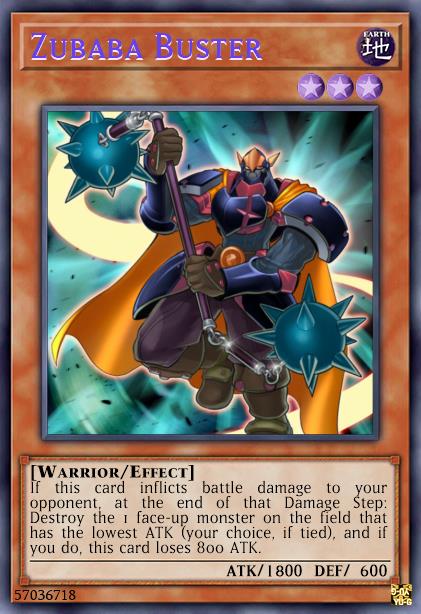 Zubaba Buster
EARTH
地
[Warrior/Effect]
If this card inflicts battle damage to your
opponent, at the end of that Damage Step:
Destroy the 1 face-up monster on the field that
has the lowest ATK (your choice, if tied), and if
you do, this card loses 800 ATK.
ATK/1800 DEF/ 600
57036718